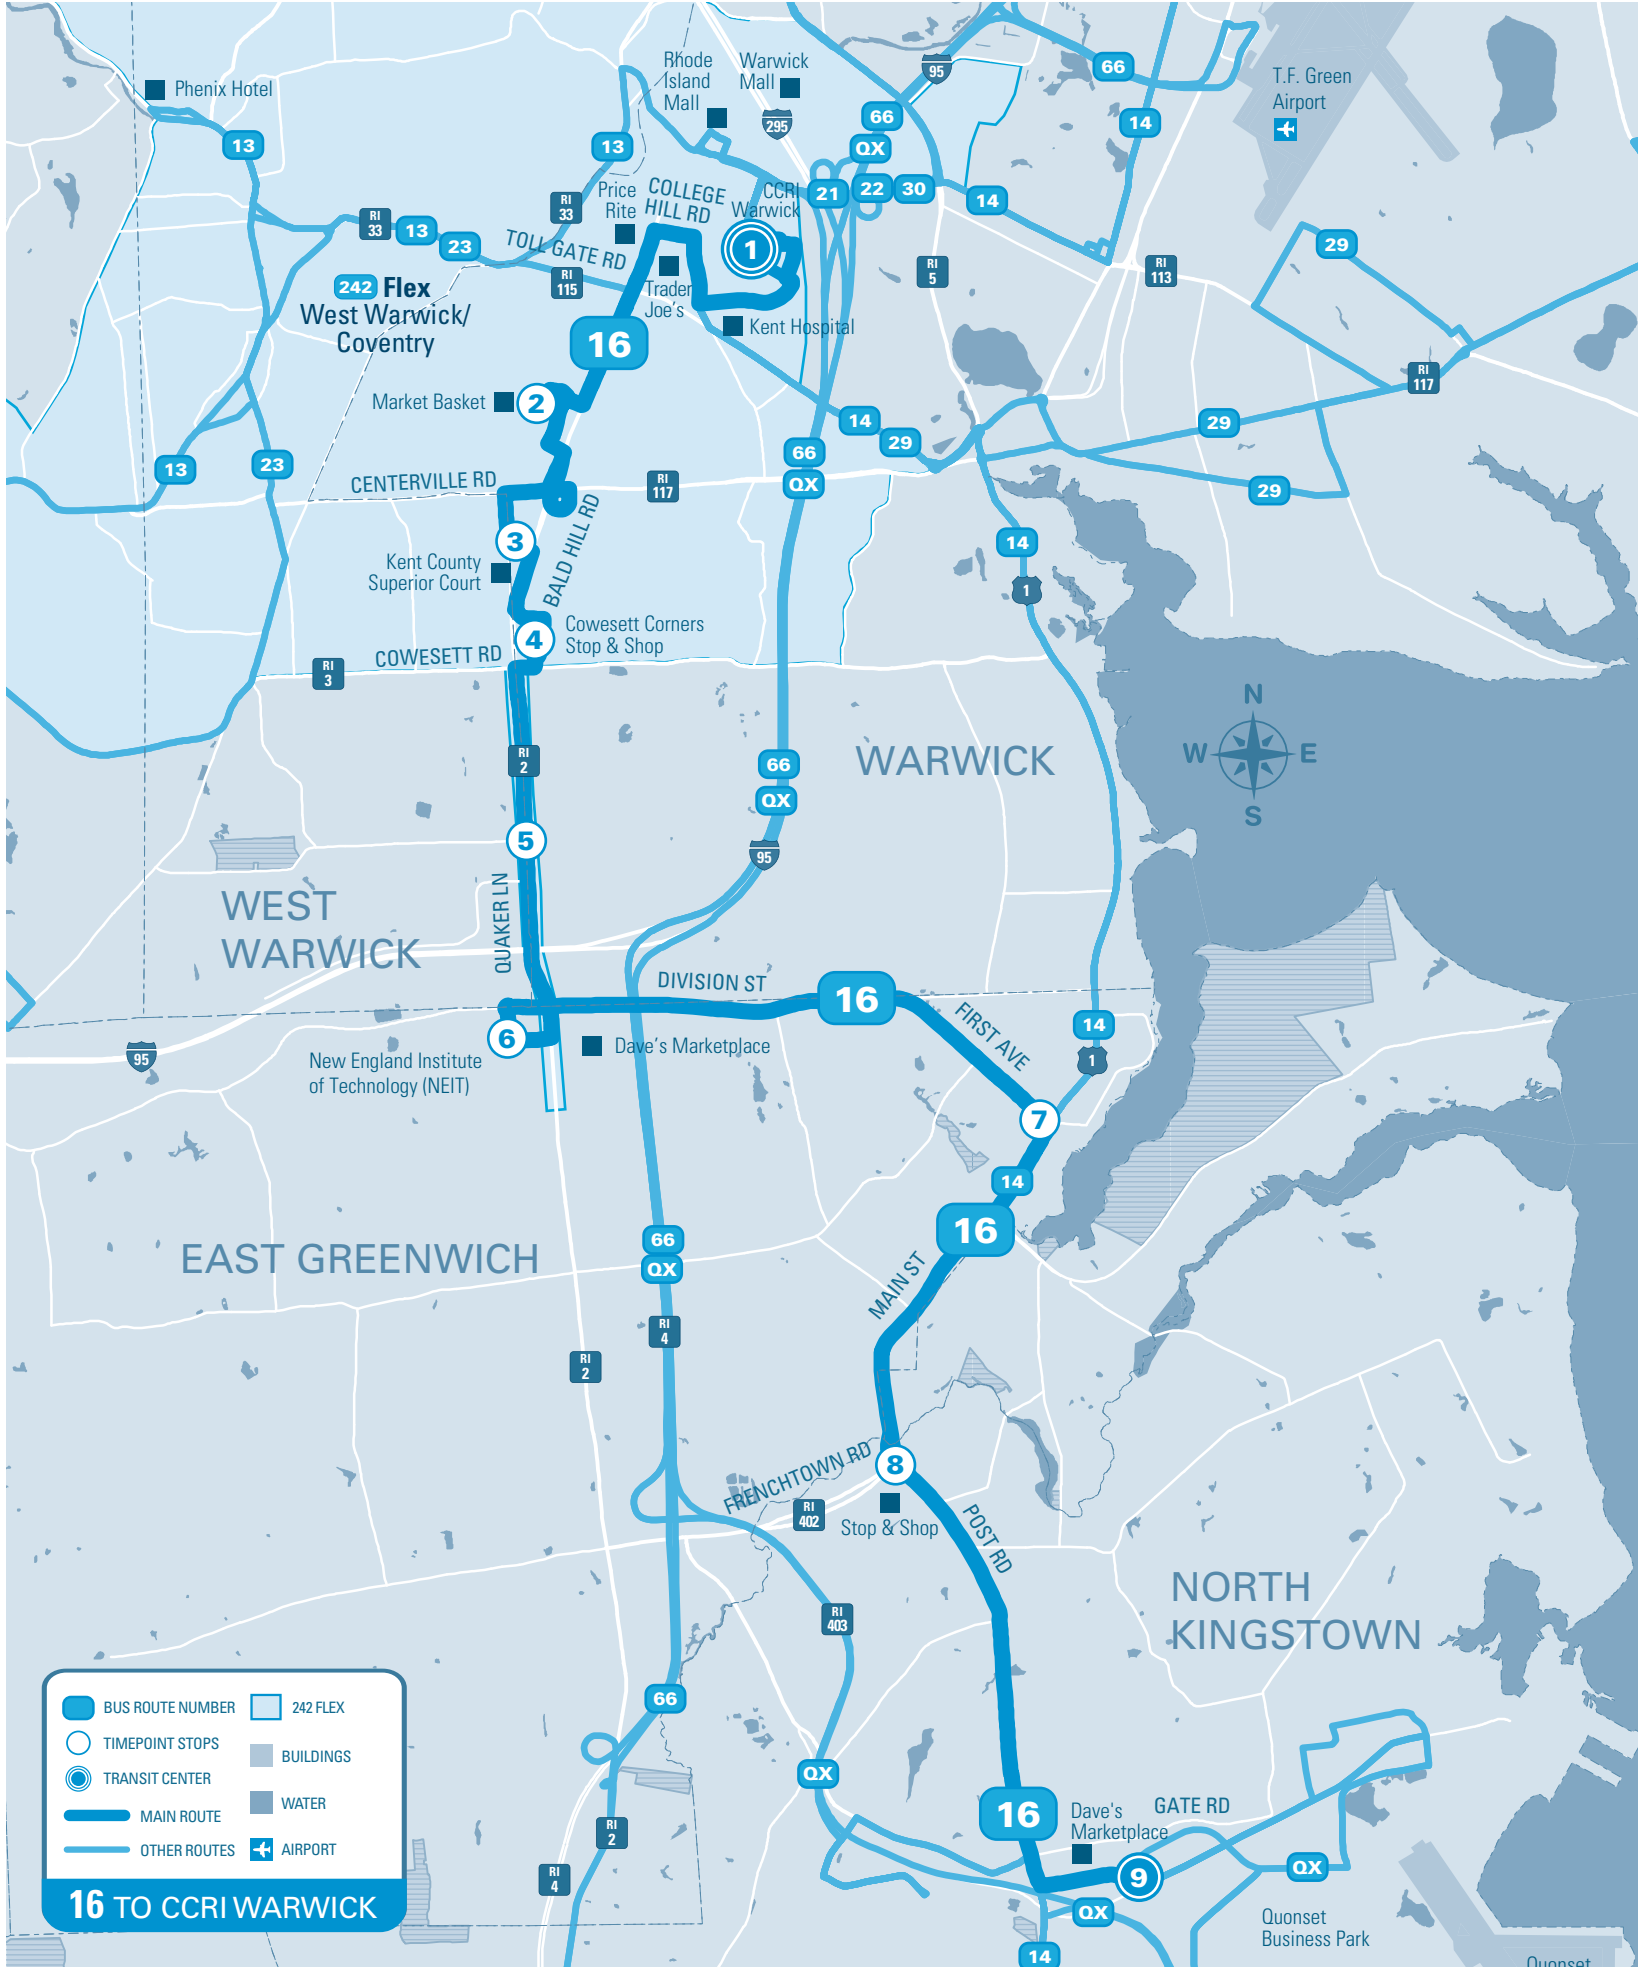 Rhode
Island
Mall
Warwick
Mall
95
66
T.F. Green
Airport
Phenix Hotel
66
14
295
13
13
QX
Price
Rite
COLLEGE
HILL RD
CCRI
Warwick
21
22
30
14
RI
33
RI
33
13
23
TOLL GATE RD
1
29
RI
115
RI
5
RI
113
242 Flex
West Warwick/
Coventry
Trader
Joe's
Kent Hospital
16
RI
117
Market Basket
2
14
29
29
66
13
23
QX
29
CENTERVILLE RD
RI
117
BALD HILL RD
3
14
Kent County
Superior Court
1
4
Cowesett Corners
Stop & Shop
COWESETT RD
RI
3
N
W
E
S
RI
2
66
QX
WARWICK
5
95
WEST
WARWICK
QUAKER LN
DIVISION ST
16
FIRST AVE
14
6
Dave's Marketplace
1
95
New England Institute
of Technology (NEIT)
7
14
16
66
QX
EAST GREENWICH
MAIN ST
RI
4
RI
2
8
FRENCHTOWN RD
RI
402
Stop & Shop
POST RD
RI
403
NORTH
KINGSTOWN
66
QX
16
Dave's
Marketplace
GATE RD
RI
2
RI
4
9
QX
QX
Quonset
Business Park
14
Quonset
BUS ROUTE NUMBER
242 FLEX
TIMEPOINT STOPS
BUILDINGS
TRANSIT CENTER
WATER
MAIN ROUTE
OTHER ROUTES
AIRPORT
16 TO CCRI WARWICK